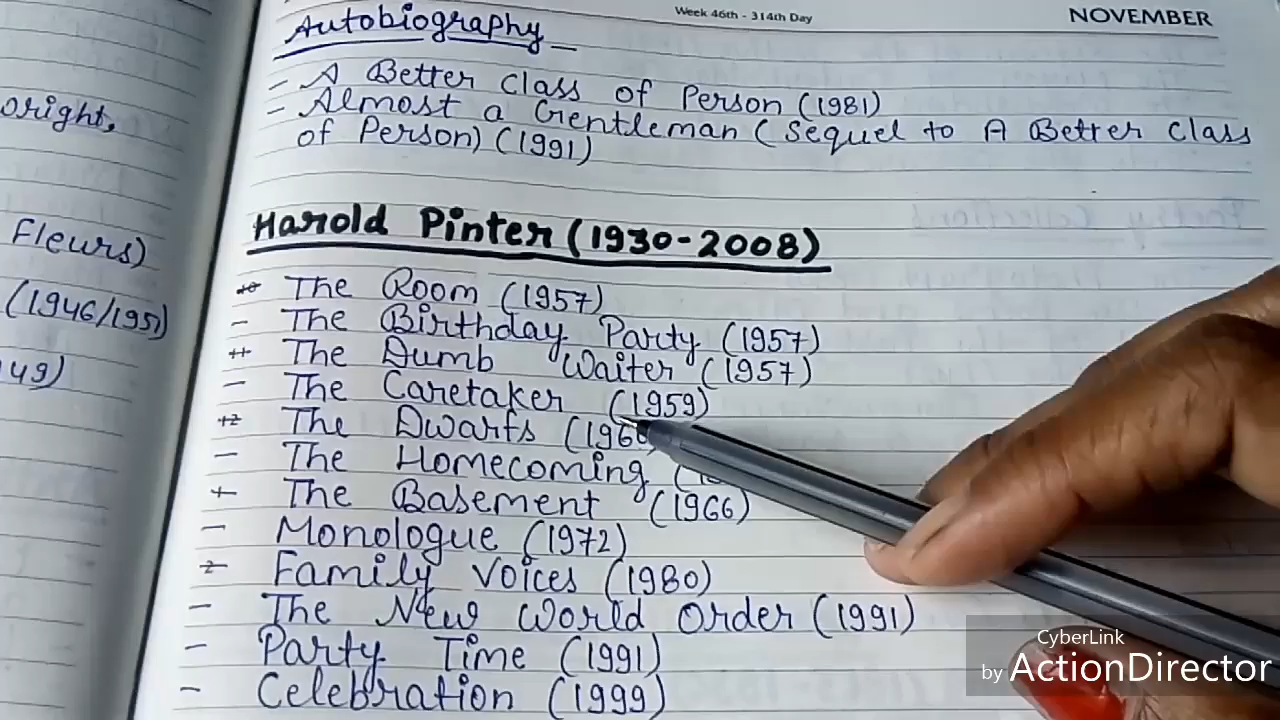 Week 46th - 314th Day
NOVEMBER
Autobiography
- A Better Class of Person (1981)
- Almost a Gentleman (Sequel to A Better Class
of Person) (1991)
oright,
Fleurs)
(1946/1951)
49)
Harold Pinter (1930-2008)
The Room (1957)
- The Birthday Party (1957)
The Dumb Waiter (1957)
- The Caretaker (1959)
The Dwarfs (1960)
- The Homecoming
The Basement (1966)
- Monologue (1972)
Family Voices (1980)
- The New World Order (1991)
- Party Time (1991)
- Celebration (1999)
CyberLink
by ActionDirector